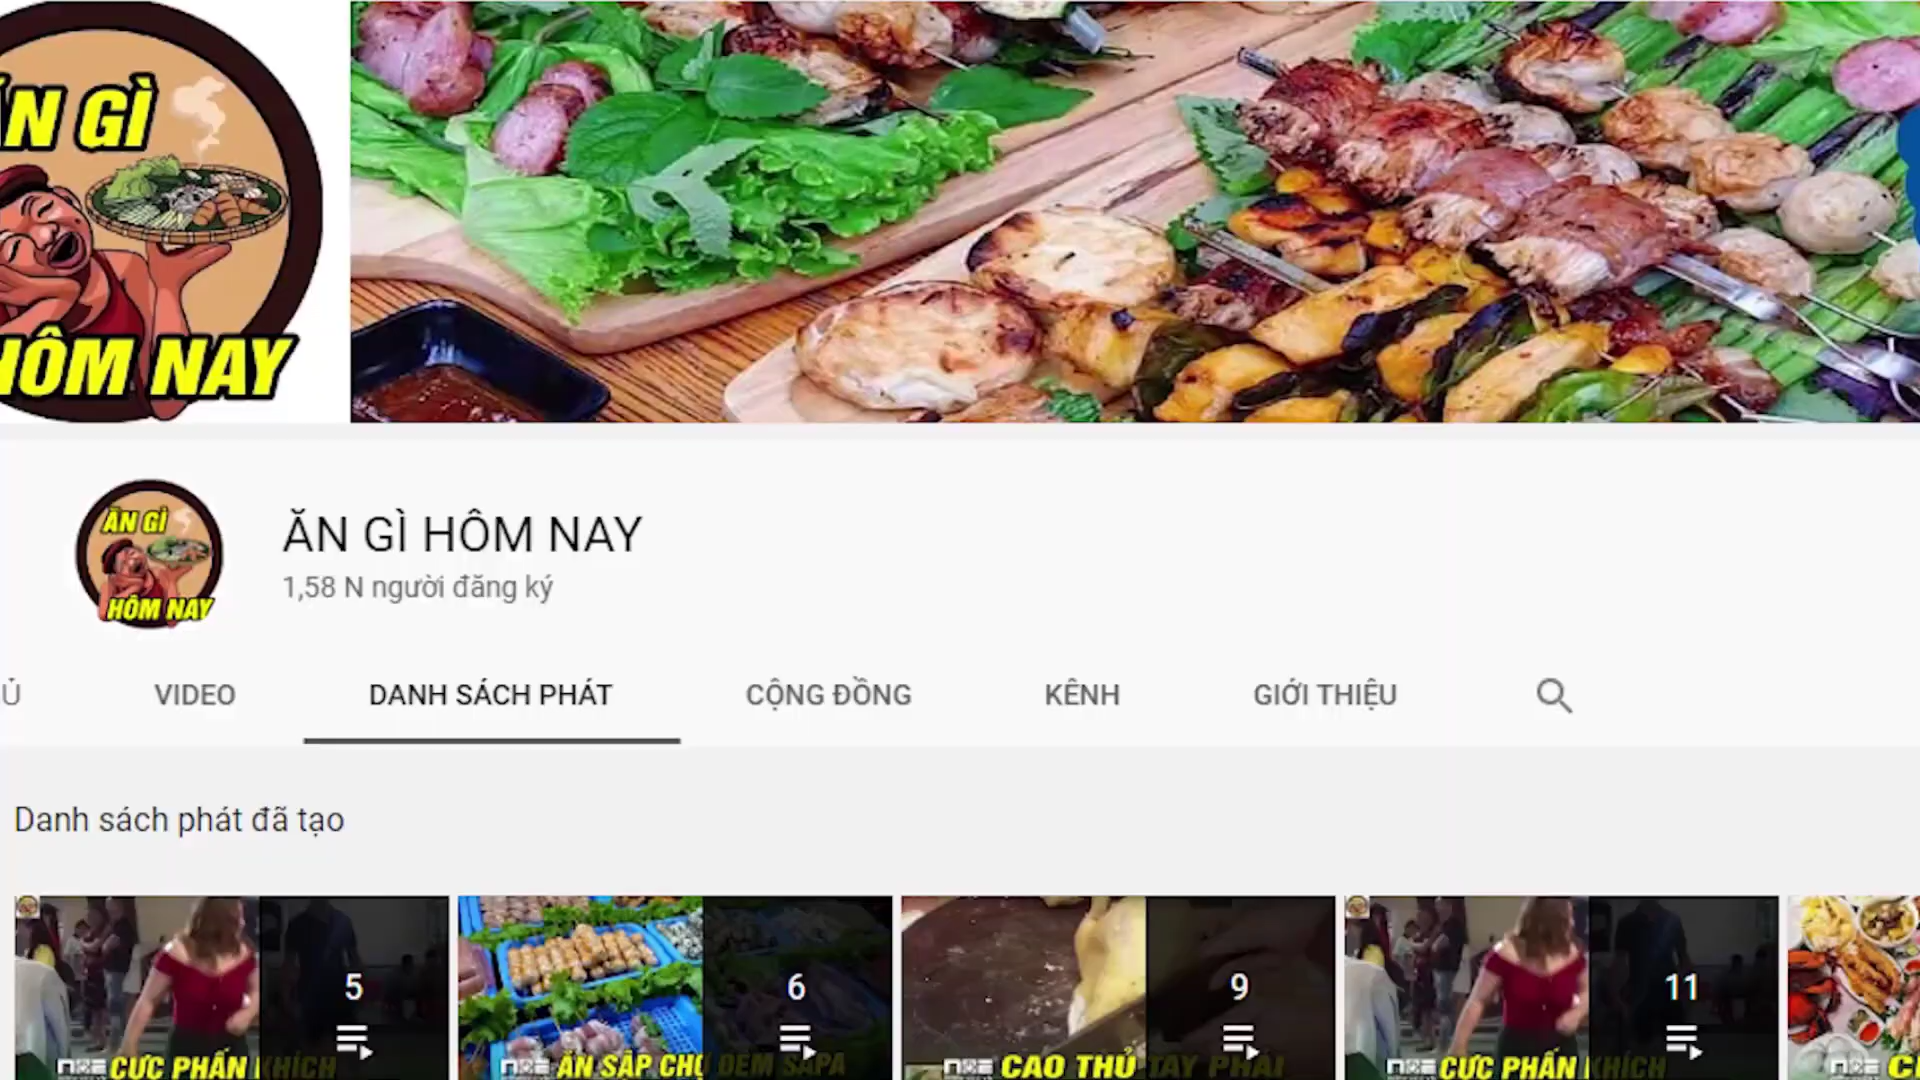 ĂN GÌ
HÔM NAY
ĂN GÌ
HÔM NAY
ĂN GÌ HÔM NAY
1,58 N người đăng ký
Ủ
VIDEO
DANH SÁCH PHÁT
CỘNG ĐỒNG
KÊNH
GIỚI THIỆU
Danh sách phát đã tạo
5
6
9
11
CỰC PHẤN KHÍCH
ĂN SẬP CHỢ ĐÊM SAPA
CAO THỦ TAY PHẢI
CỰC PHẤN KHÍCH